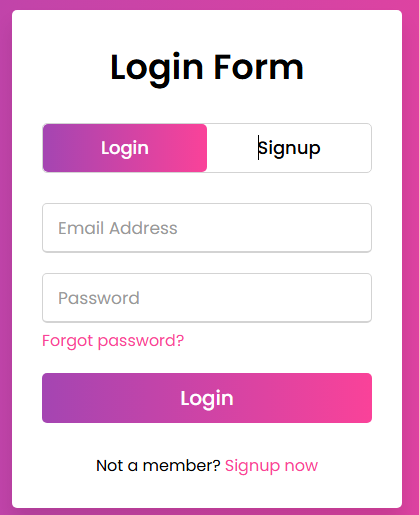 Login Form
Login Signup
Email Address
Password
Forgot password?
Login
Not a member? Signup now